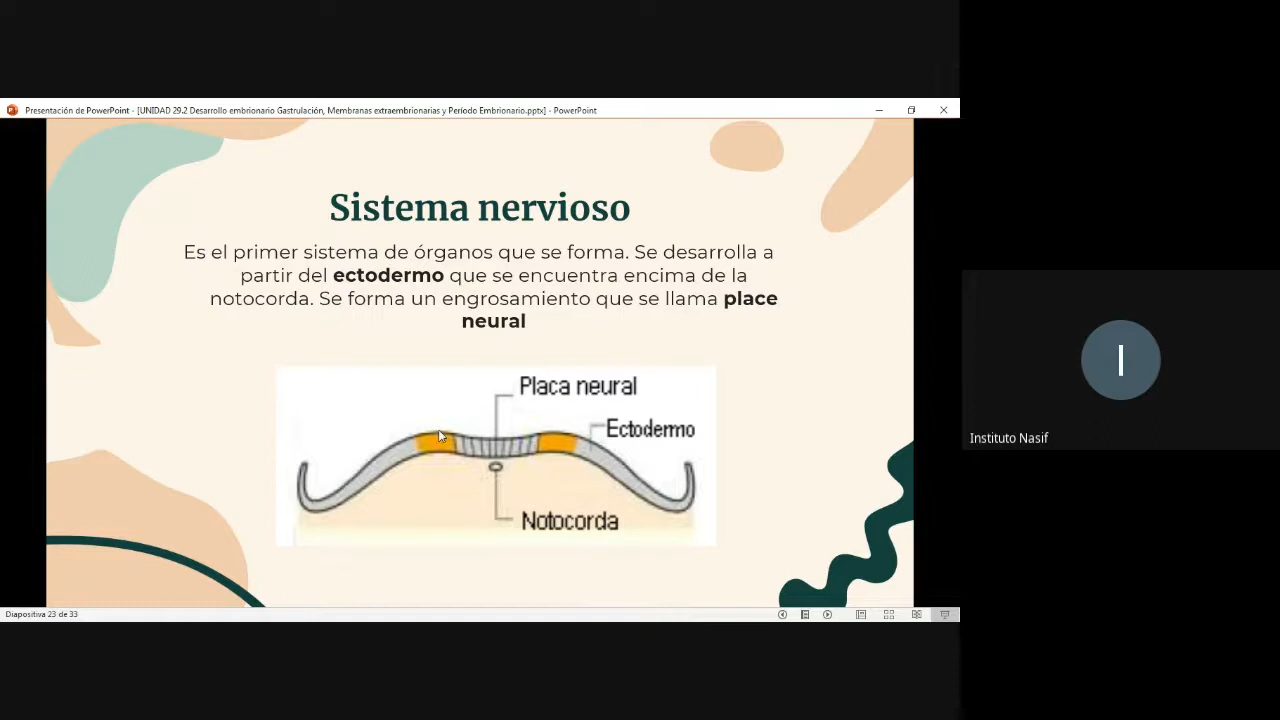 Presentación de PowerPoint - [UNIDAD 29.2 Desarrollo embrionario Gastrulación, Membranas extraembrionarias y Período Embrionario.pptx] - PowerPoint
Sistema nervioso
Es el primer sistema de órganos que se forma. Se desarrolla a
partir del ectodermo que se encuentra encima de la
notocorda. Se forma un engrosamiento que se llama place
neural
Placa neural
Ectodermo
Notocorda
I
Instituto Nasif
Diapositiva 23 de 33